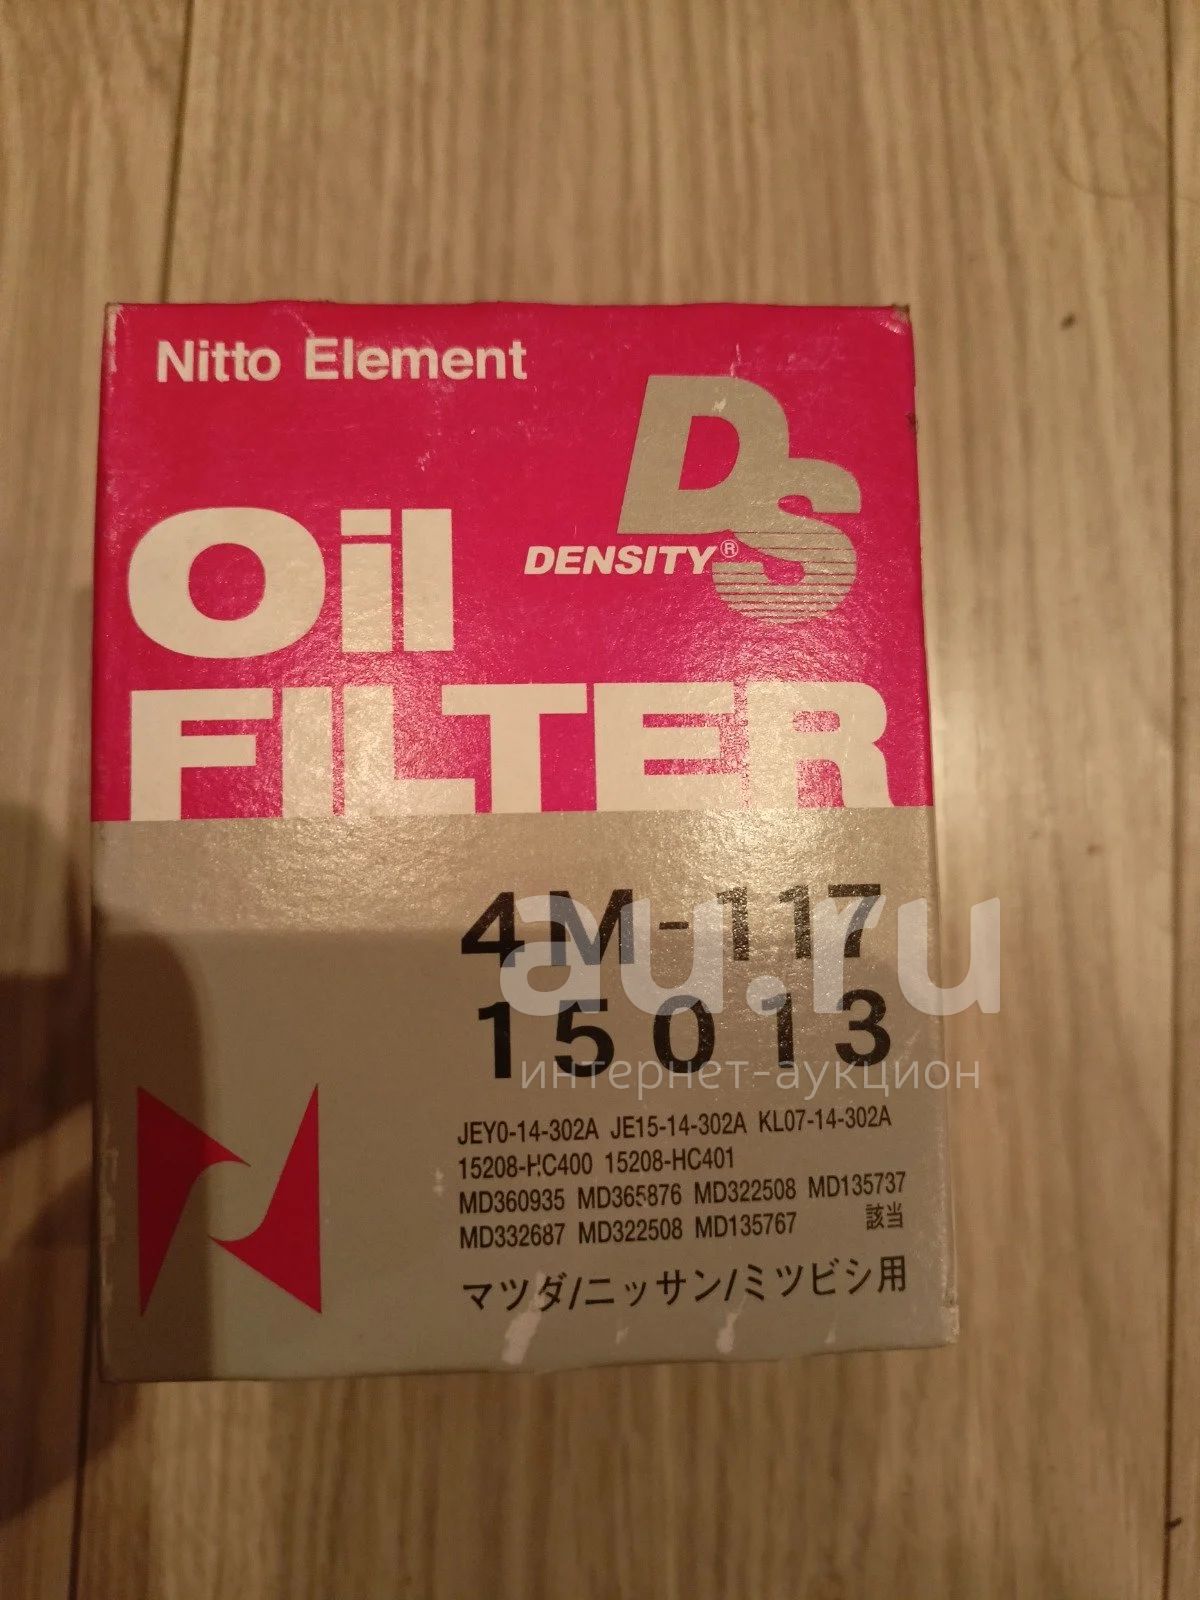 Nitto Element
DS
DENSITY®
Oil
FILTER
4M-117
15013
au.ru
интернет-аукцион
JEY0-14-302A JE15-14-302A KL07-14-302A
15208-HC400 15208-HC401
MD360935 MD365876 MD322508 MD135737
MD332687 MD322508 MD135767 該当
マツダ/ニッサン/ミツビシ用